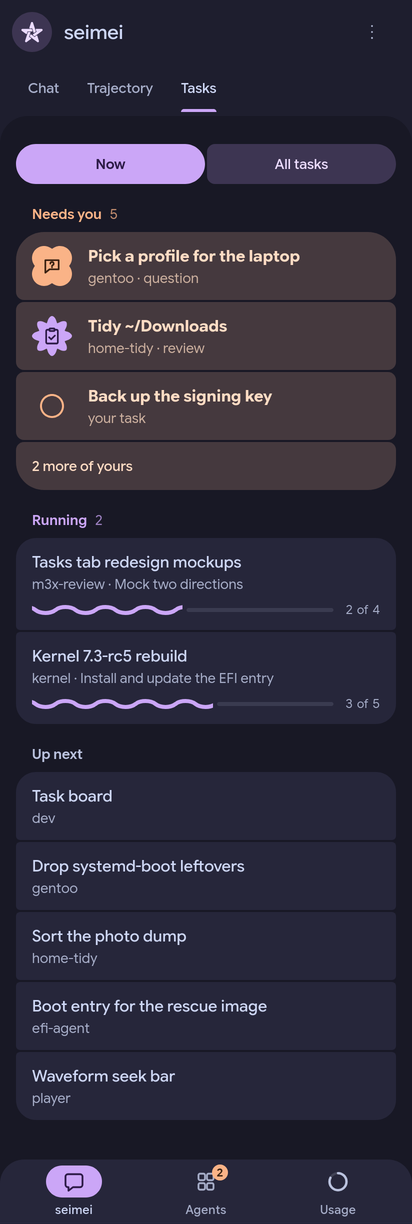 seimei
Chat Trajectory Tasks
Now All tasks
Needs you 5
Pick a profile for the laptop
gentoo · question
Tidy ~/Downloads
home-tidy · review
Back up the signing key
your task
2 more of yours
Running 2
Tasks tab redesign mockups
m3x-review · Mock two directions
2 of 4
Kernel 7.3-rc5 rebuild
kernel · Install and update the EFI entry
3 of 5
Up next
Task board
dev
Drop systemd-boot leftovers
gentoo
Sort the photo dump
home-tidy
Boot entry for the rescue image
efi-agent
Waveform seek bar
player
2
seimei Agents Usage